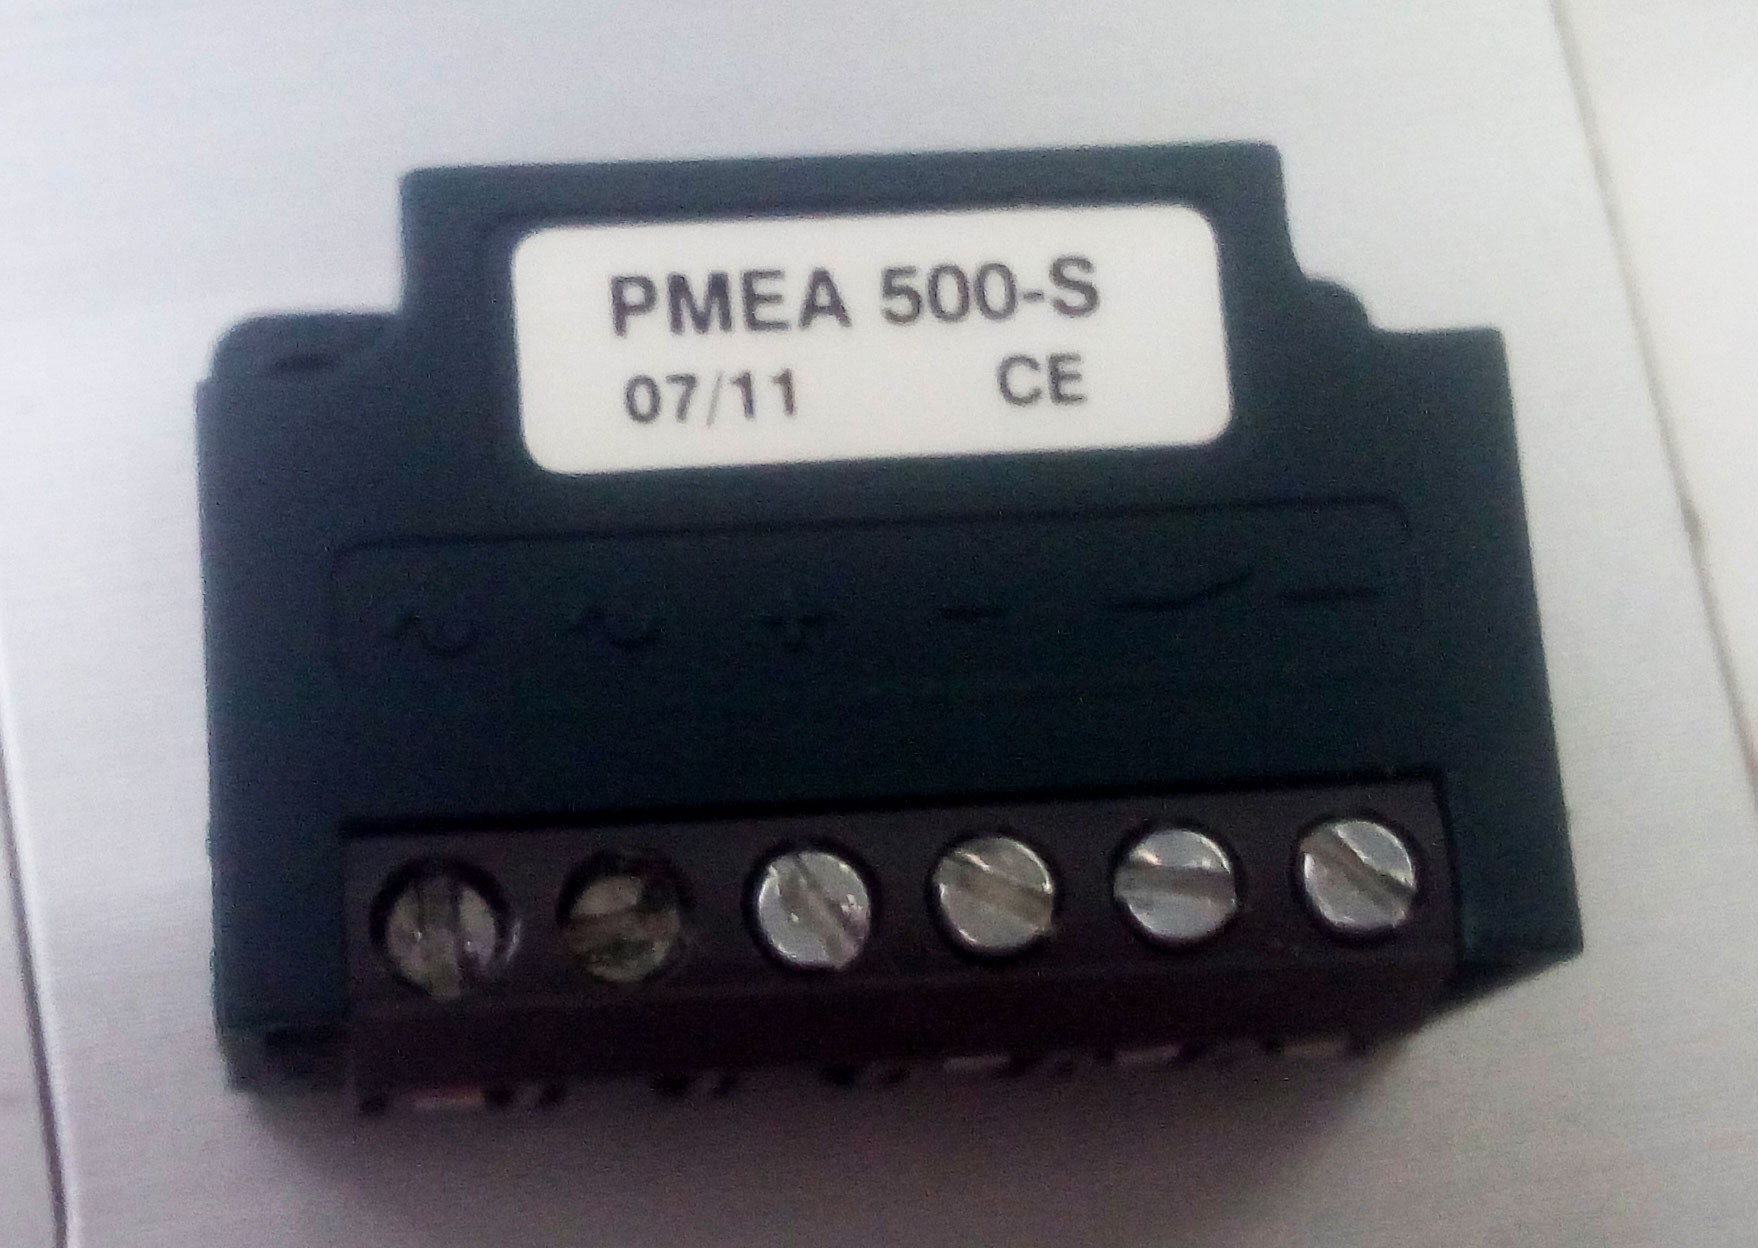 PMEA 500-S
07/11 CE
~ ~ + -